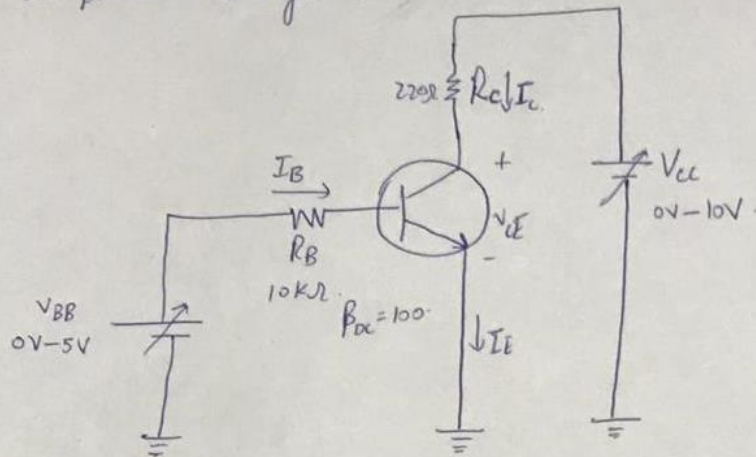 220Ω
Rc
Ic
IB
+
VCC
0V-10V
VCE
RB
-
10KΩ
VBB
βDC=100
0V-5V
IE